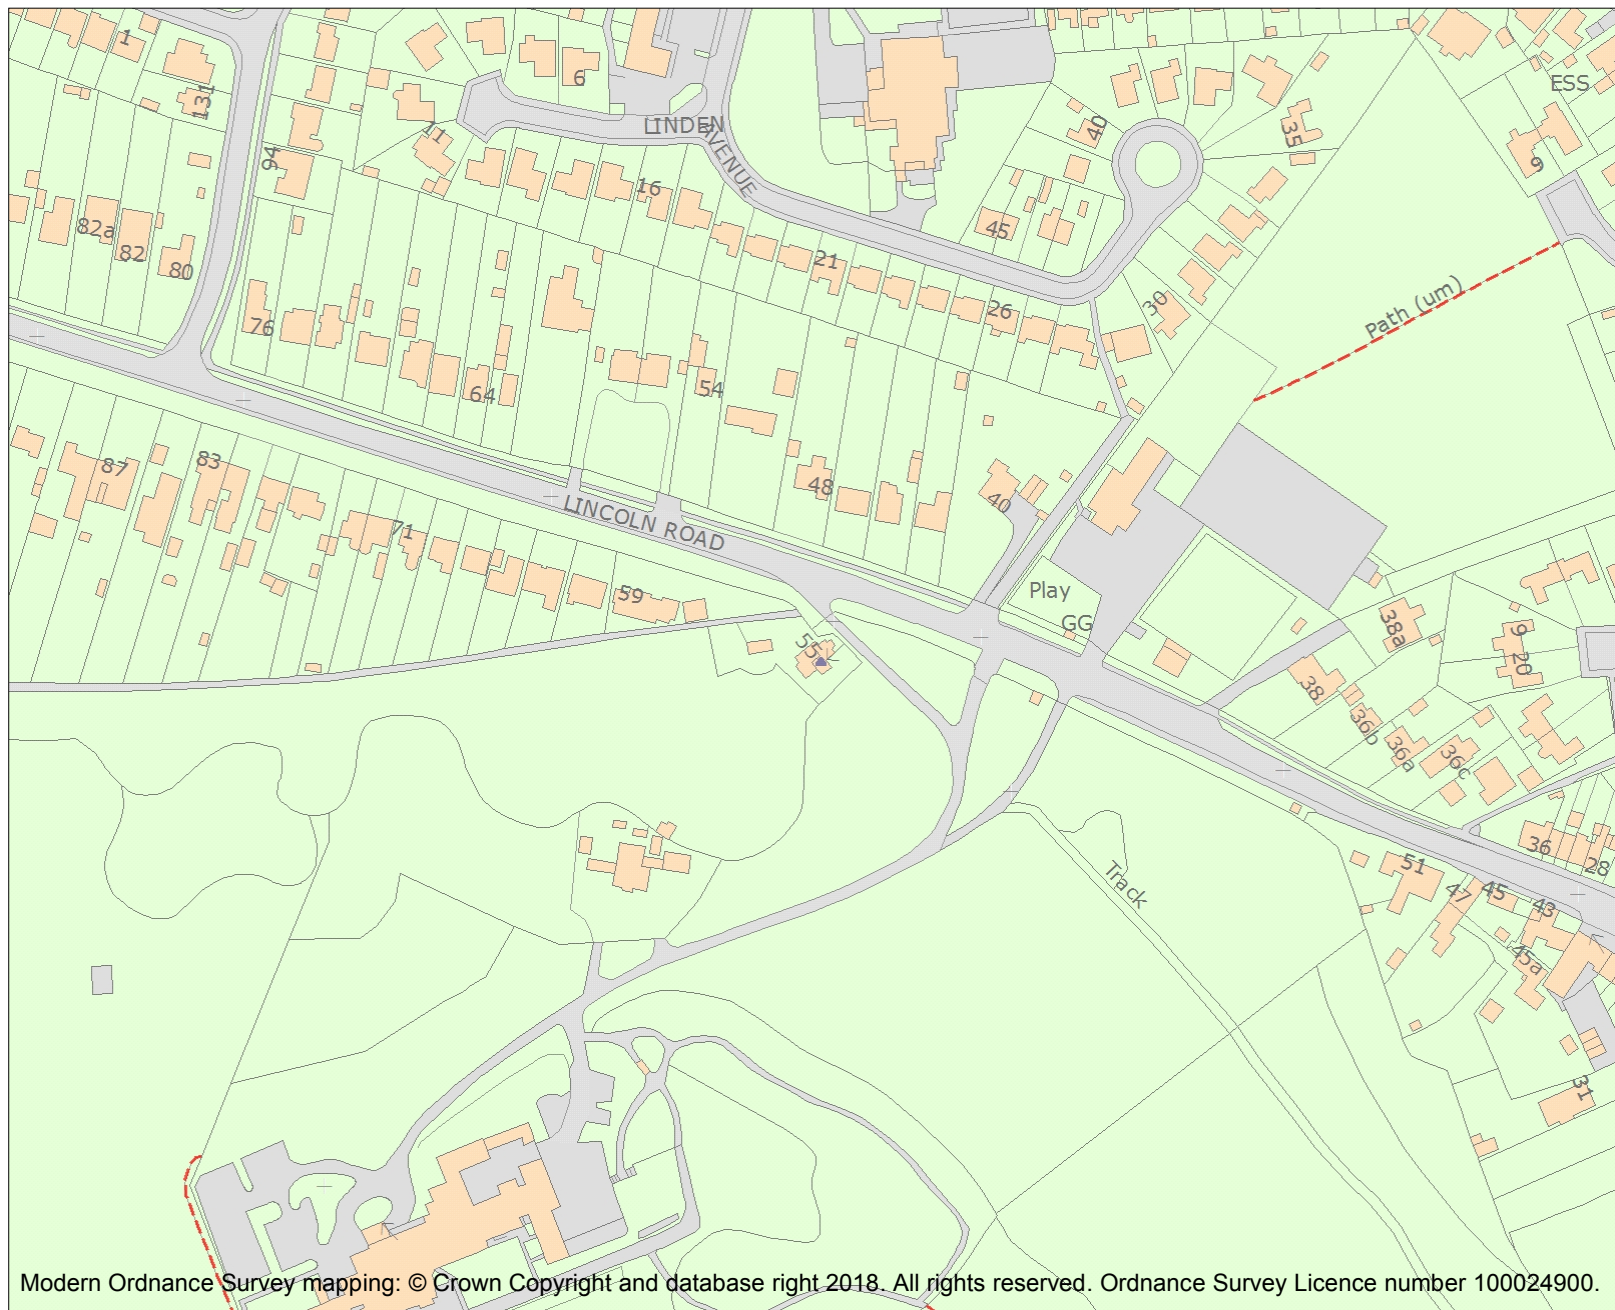 1
131
94
11
6
LINDEN
AVENUE
40
35
ESS
9
82a
82
80
16
45
21
26
30
Path (um)
76
64
54
48
40
87
83
71
LINCOLN ROAD
59
55
Play
GG
38a
9
20
38
36b
36a
36c
36
28
Track
51
47
45
43
45a
31
Modern Ordnance Survey mapping: © Crown Copyright and database right 2018. All rights reserved. Ordnance Survey Licence number 100024900.